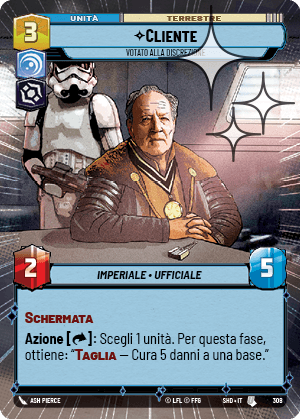 UNITÀ
TERRESTRE
3
✧CLIENTE
VOTATO ALLA DISCREZIONE
2
5
IMPERIALE • UFFICIALE
SCHERMATA
Azione [↷]: Scegli 1 unità. Per questa fase,
ottiene: “TAGLIA — Cura 5 danni a una base.”
ASH PIERCE
© LFL © FFG
SHD • IT
308